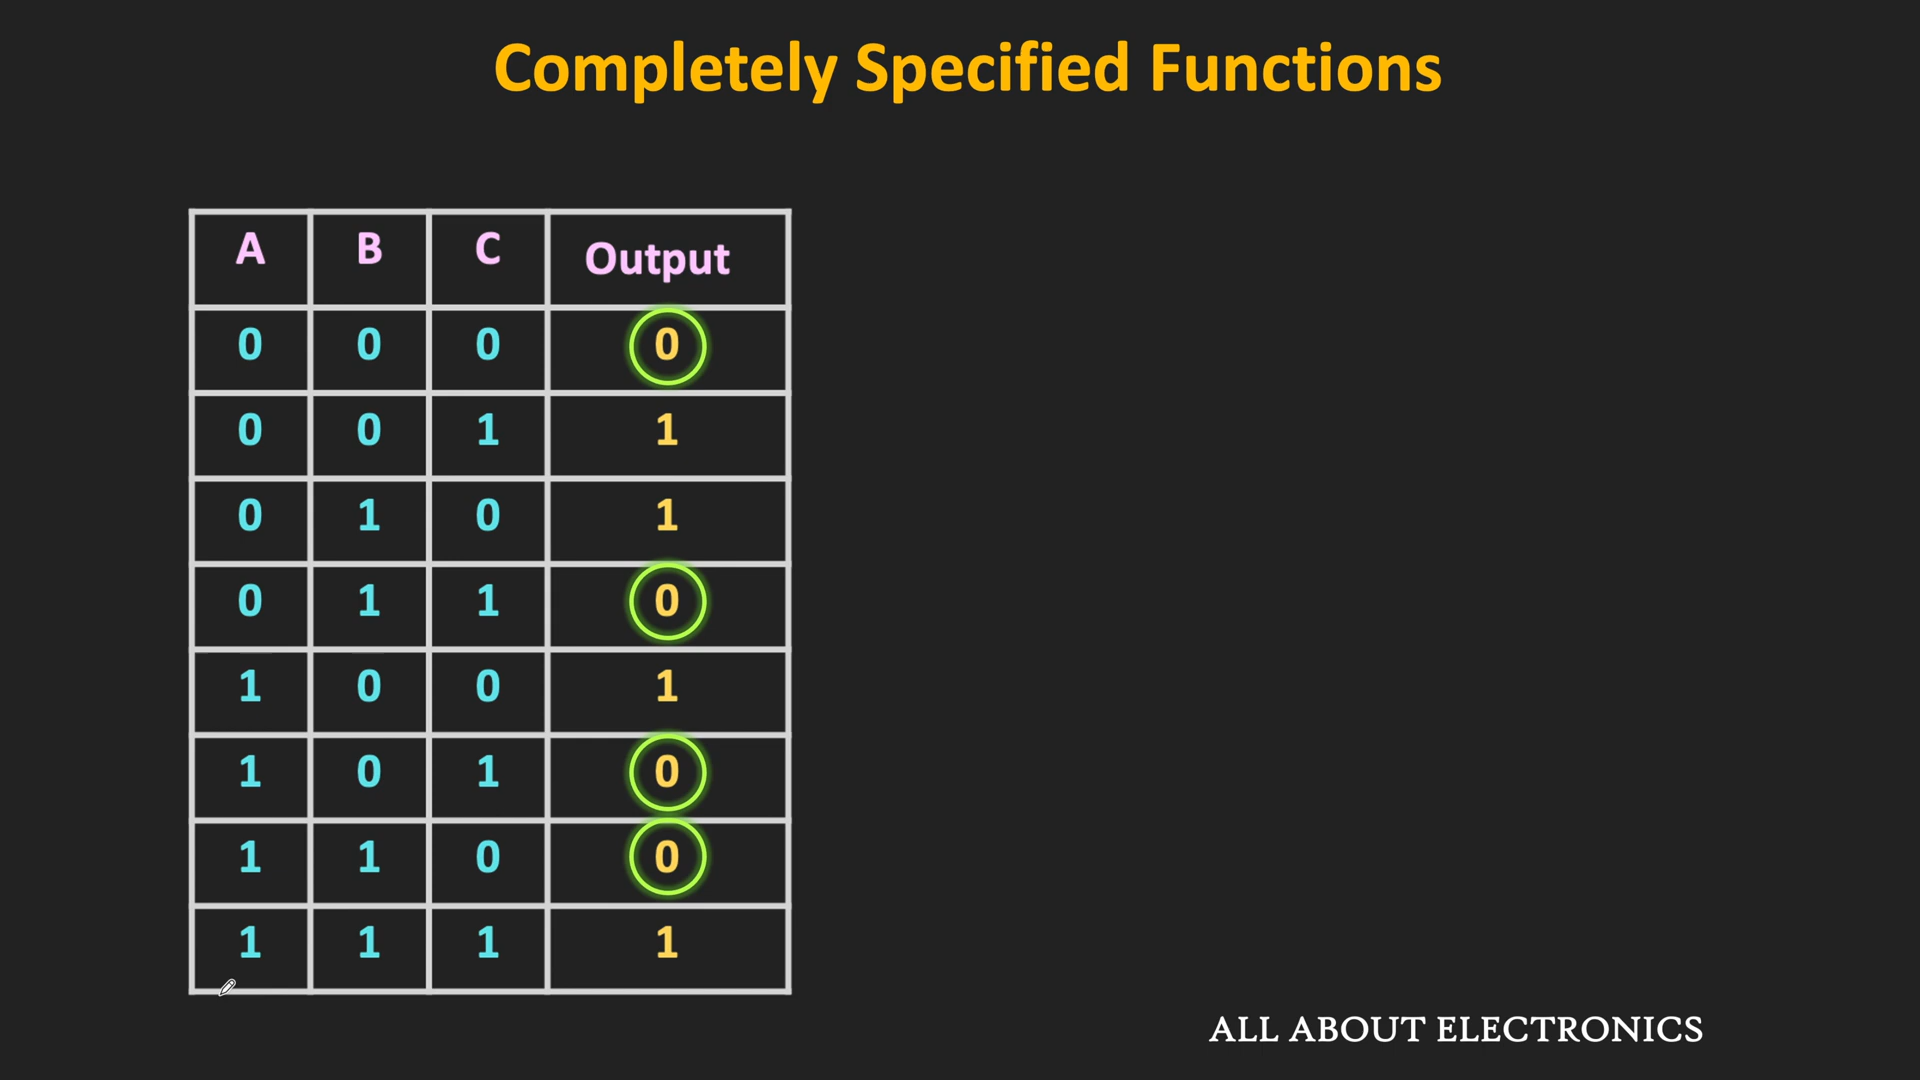 Completely Specified Functions
A B C Output
0 0 0 0
0 0 1 1
0 1 0 1
0 1 1 0
1 0 0 1
1 0 1 0
1 1 0 0
1 1 1 1
ALL ABOUT ELECTRONICS